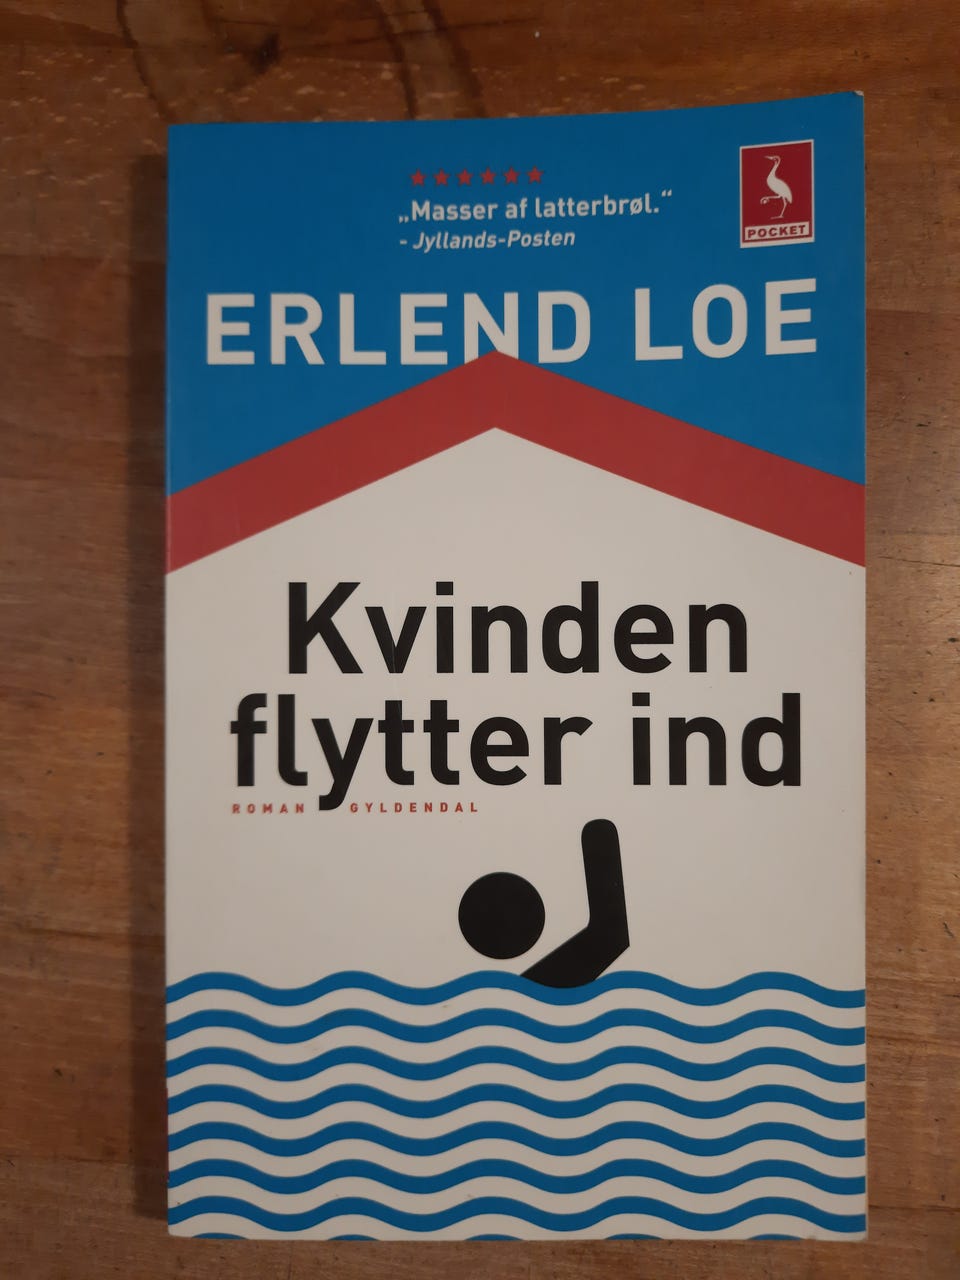 ★★★★★★
„Masser af latterbrøl.“
- Jyllands-Posten
POCKET
ERLEND LOE
Kvinden
flytter ind
ROMAN GYLDENDAL